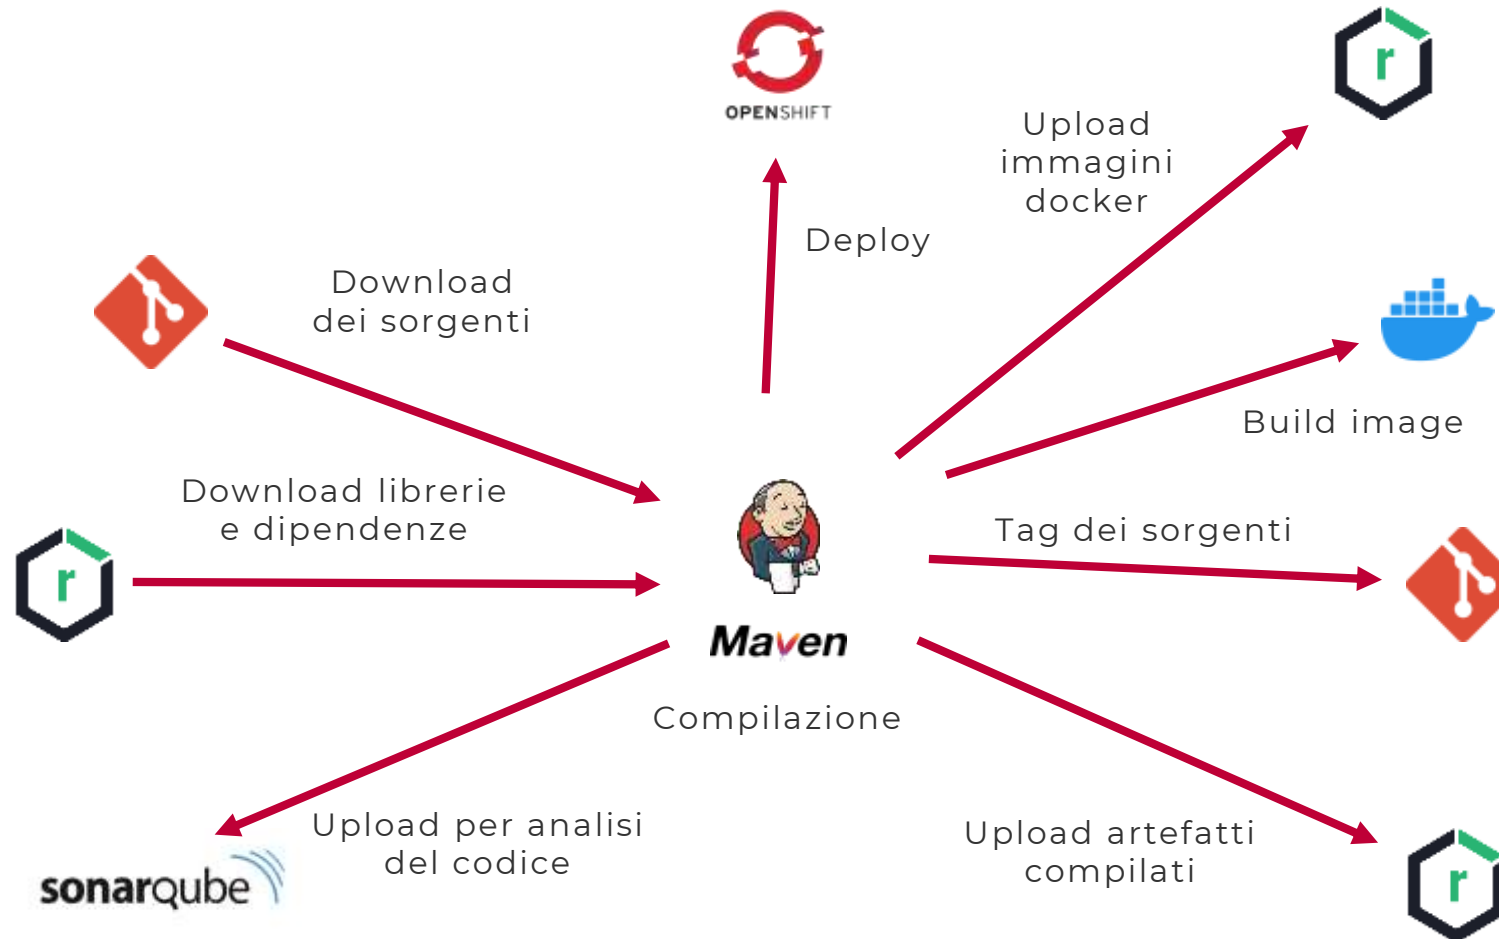 OPENSHIFT
Upload
immagini
docker
Deploy
Download
dei sorgenti
Build image
Download librerie
e dipendenze
r
r
Tag dei sorgenti
Maven
Compilazione
Upload per analisi
del codice
sonarqube
Upload artefatti
compilati
r